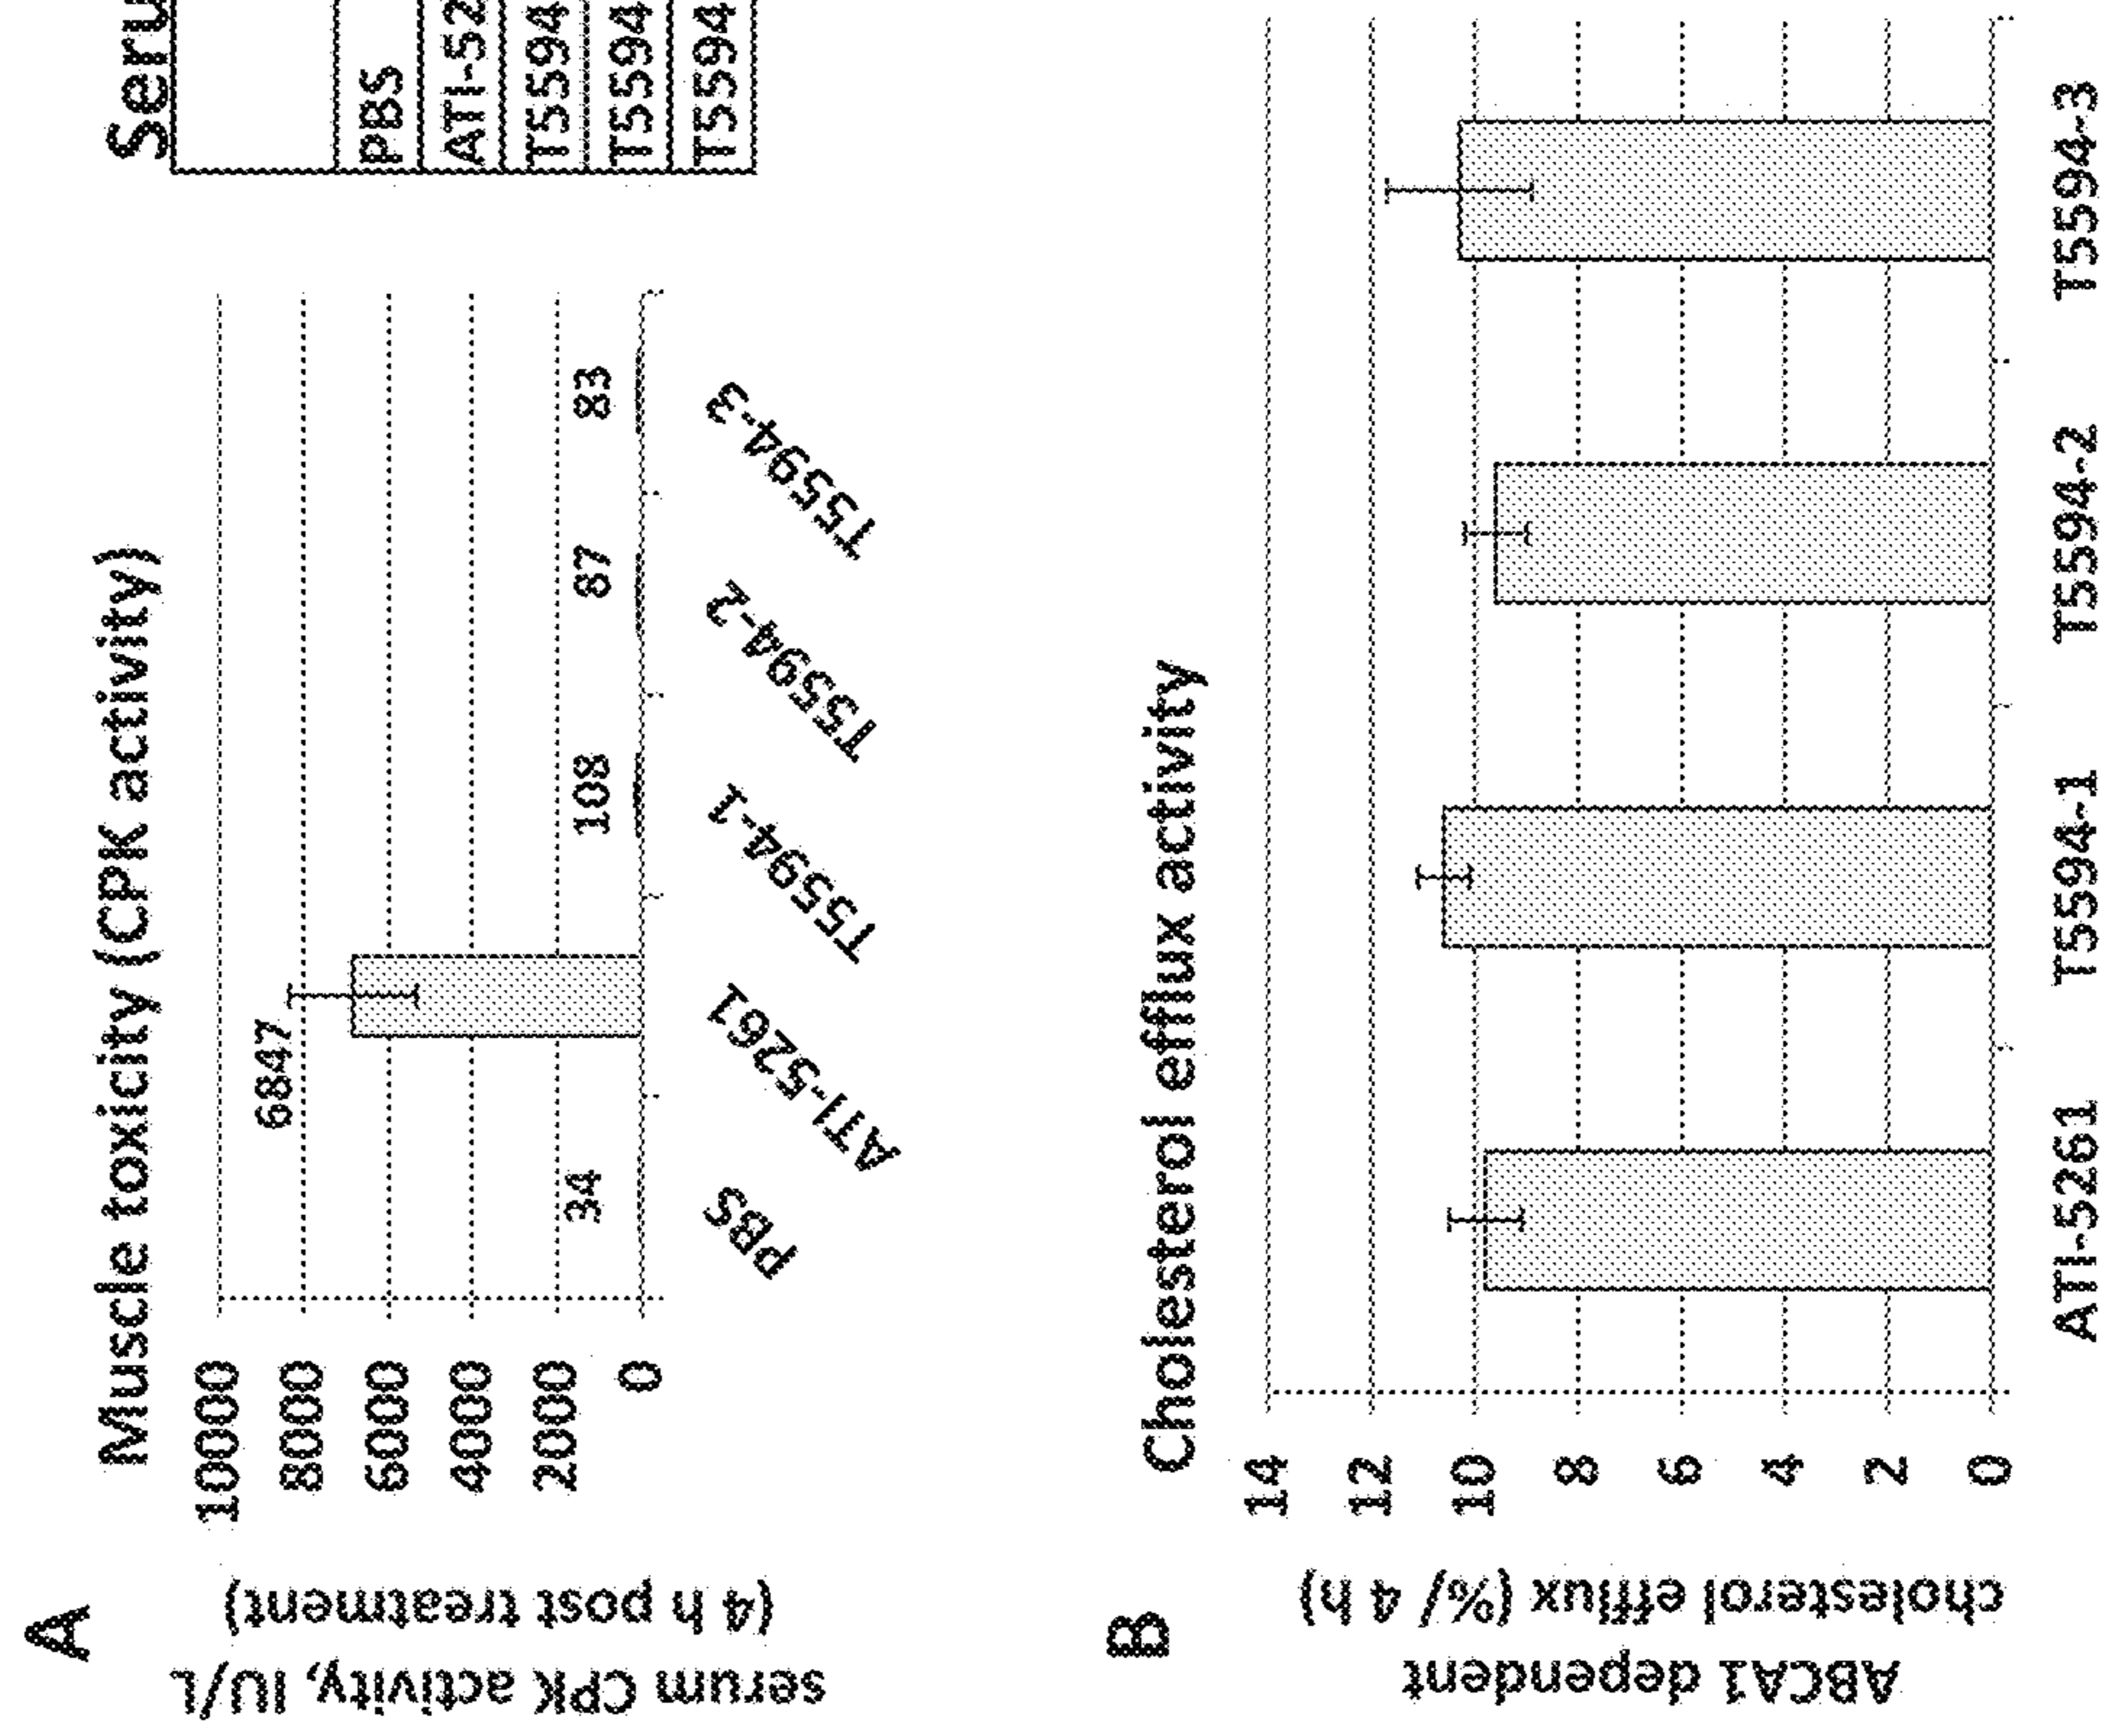 A
Muscle toxicity (CPK activity)
serum CPK activity, IU/L
(4 h post treatment)
10000
8000
6000
4000
2000
0
34
6847
108
87
83
PBS
ATI-5261
T5594-1
T5594-2
T5594-3
Seru
PBS
ATI-52
T5594
T5594
T5594
B
Cholesterol efflux activity
ABCA1 dependent
cholesterol efflux (%/ 4 h)
14
12
10
8
6
4
2
0
ATI-5261
T5594-1
T5594-2
T5594-3